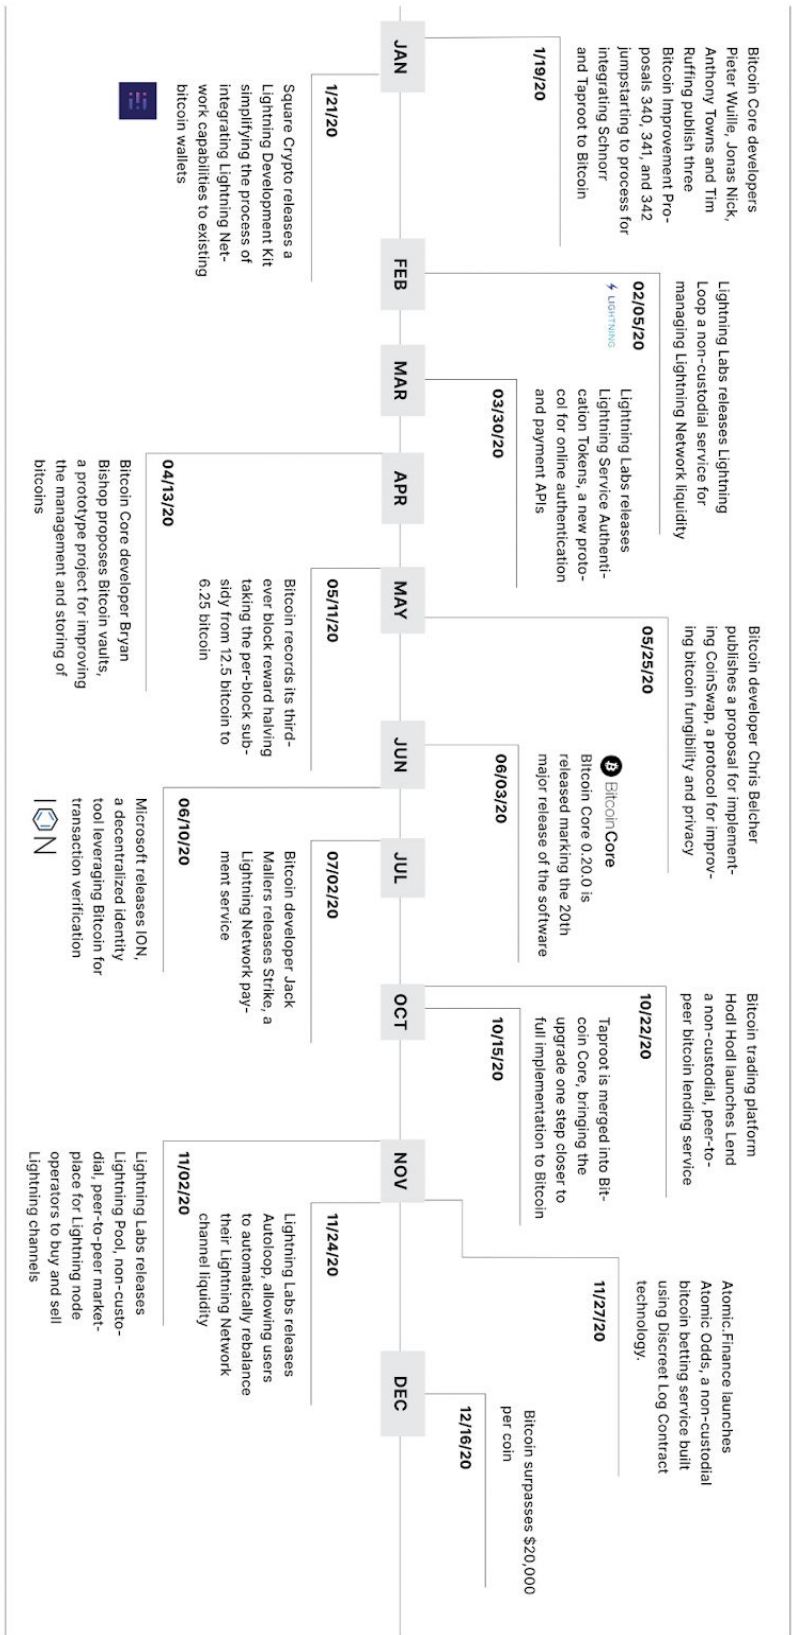 JAN
1/19/20
Bitcoin Core developers
Pieter Wuille, Jonas Nick,
Anthony Towns and Tim
Ruffing publish three
Bitcoin Improvement Pro-
posals 340, 341, and 342
jumpstarting to process for
integrating Schnorr
and Taproot to Bitcoin
1/21/20
Square Crypto releases a
Lightning Development Kit
simplifying the process of
integrating Lightning Net-
work capabilities to existing
bitcoin wallets
FEB
Lightning Labs releases Lightning
Loop a non-custodial service for
managing Lightning Network liquidity
02/05/20
LIGHTNING
MAR
Lightning Labs releases
Lightning Service Authenti-
cation Tokens, a new proto-
col for online authentication
and payment APIs
03/30/20
APR
04/13/20
Bitcoin Core developer Bryan
Bishop proposes Bitcoin vaults,
a prototype project for improving
the management and storing of
bitcoins
MAY
05/11/20
Bitcoin records its third-
ever block reward halving
taking the per-block sub-
sidy from 12.5 bitcoin to
6.25 bitcoin
Bitcoin developer Chris Belcher
publishes a proposal for implement-
ing CoinSwap, a protocol for improv-
ing bitcoin fungibility and privacy
05/25/20
JUN
BitcoinCore
Bitcoin Core 0.20.0 is
released marking the 20th
major release of the software
06/03/20
06/10/20
Microsoft releases ION,
a decentralized identity
tool leveraging Bitcoin for
transaction verification
ION
JUL
07/02/20
Bitcoin developer Jack
Mallers releases Strike, a
Lightning Network pay-
ment service
OCT
Bitcoin trading platform
Hodl Hodl launches Lend
a non-custodial, peer-to-
peer bitcoin lending service
10/22/20
Taproot is merged into Bit-
coin Core, bringing the
upgrade one step closer to
full implementation to Bitcoin
10/15/20
NOV
11/02/20
Lightning Labs releases
Lightning Pool, non-custo-
dial, peer-to-peer market-
place for Lightning node
operators to buy and sell
Lightning channels
11/24/20
Lightning Labs releases
Autoloop, allowing users
to automatically rebalance
their Lightning Network
channel liquidity
Atomic.Finance launches
Atomic Odds, a non-custodial
bitcoin betting service built
using Discreet Log Contract
technology.
11/27/20
DEC
Bitcoin surpasses $20,000
per coin
12/16/20